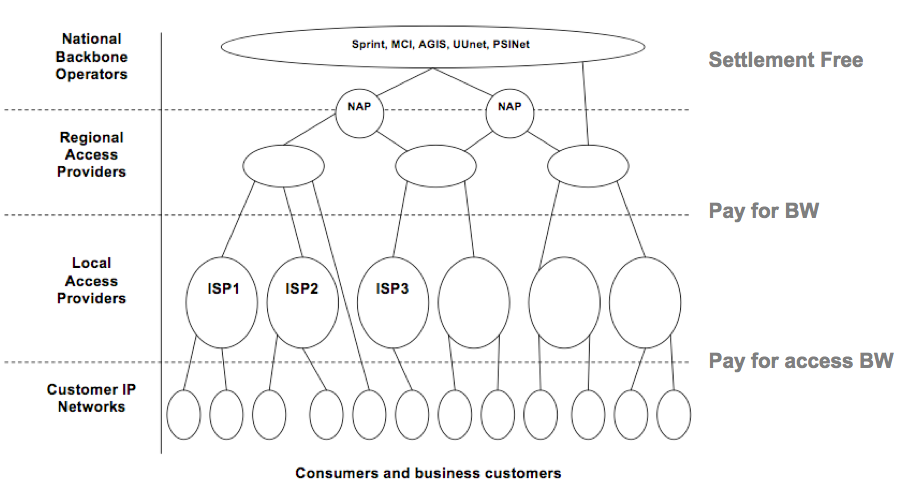 National
Backbone
Operators
Sprint, MCI, AGIS, UUnet, PSINet
Settlement Free
NAP
NAP
Regional
Access
Providers
Pay for BW
Local
Access
Providers
ISP1
ISP2
ISP3
Pay for access BW
Customer IP
Networks
Consumers and business customers